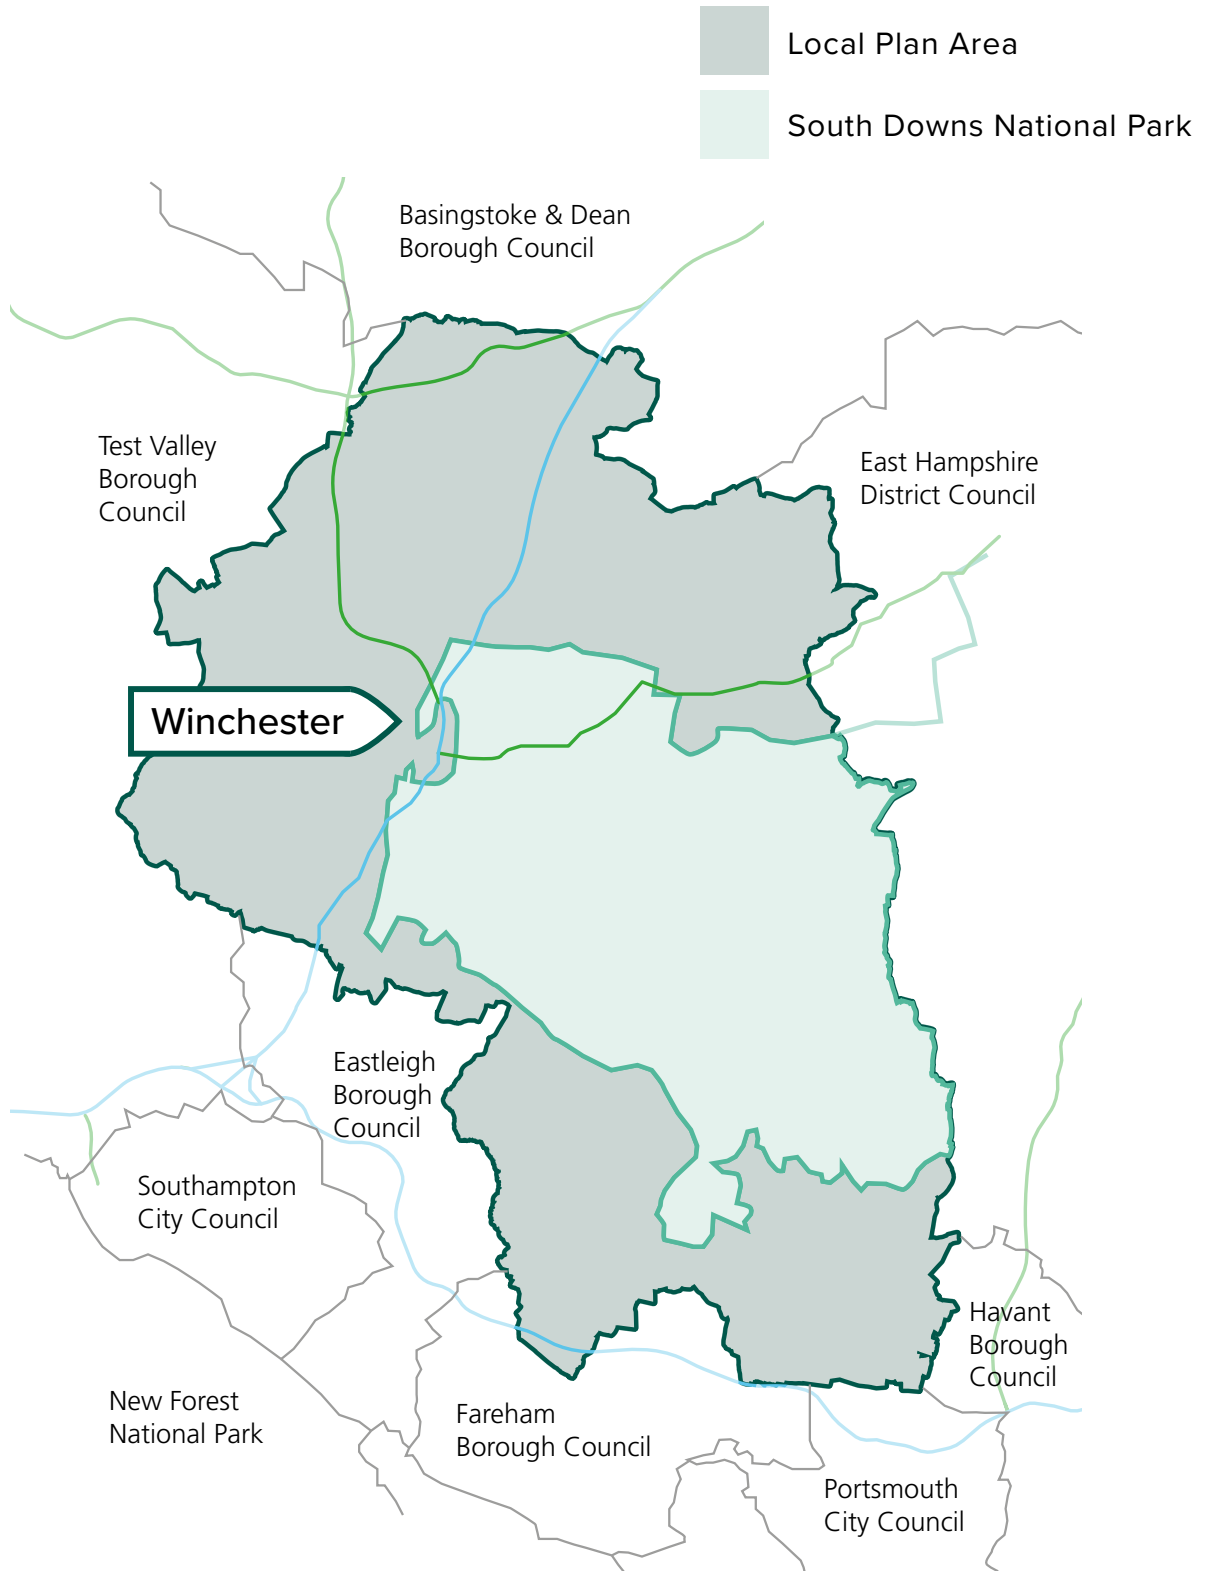 Local Plan Area
South Downs National Park
Basingstoke & Dean
Borough Council
Test Valley
Borough
Council
East Hampshire
District Council
Winchester
Eastleigh
Borough
Council
Southampton
City Council
Havant
Borough
Council
New Forest
National Park
Fareham
Borough Council
Portsmouth
City Council